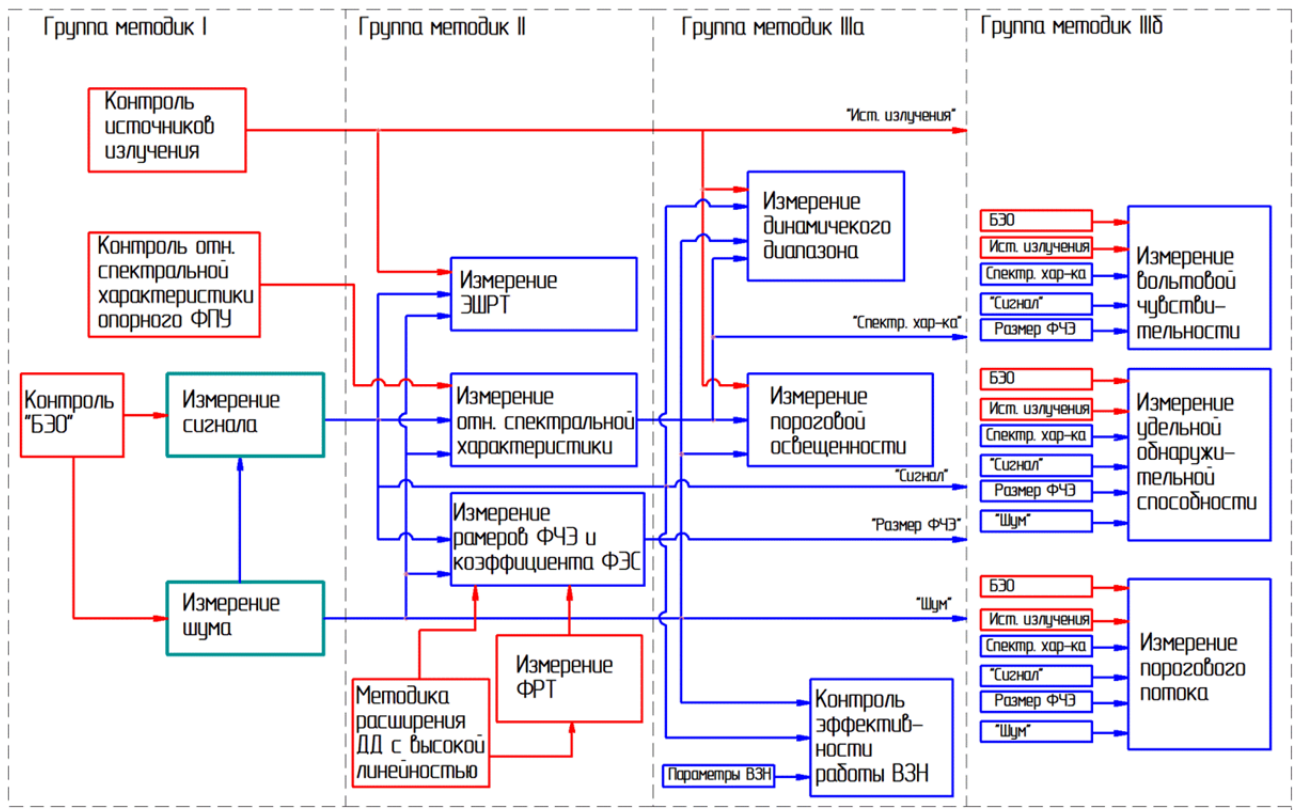 Группа методик I
Группа методик II
Группа методик IIIа
Группа методик IIIб
Контроль
источников
излучения
Контроль отн.
спектральной
характеристики
опорного ФПУ
Контроль
"БЭО"
Измерение
сигнала
Измерение
шума
Измерение
ЭШРТ
Измерение
отн. спектральной
характеристики
Измерение
рамеров ФЧЭ и
коэффициента ФЭС
Измерение
ФРТ
Методика
расширения
ДД с высокой
линейностью
"Ист. излучения"
Измерение
динамичекого
диапазона
"Спектр. хар-ка"
Измерение
пороговой
освещенности
"Сигнал"
"Размер ФЧЭ"
"Шум"
Контроль
эффектив-
ности
работы ВЗН
Параметры ВЗН
БЭО
Ист. излучения
Спектр. хар-ка
"Сигнал"
Размер ФЧЭ
Измерение
вольтовой
чувстви-
тельности
БЭО
Ист. излучения
Спектр. хар-ка
"Сигнал"
Размер ФЧЭ
"Шум"
Измерение
удельной
обнаружи-
тельной
способности
БЭО
Ист. излучения
Спектр. хар-ка
"Сигнал"
Размер ФЧЭ
"Шум"
Измерение
порогового
потока